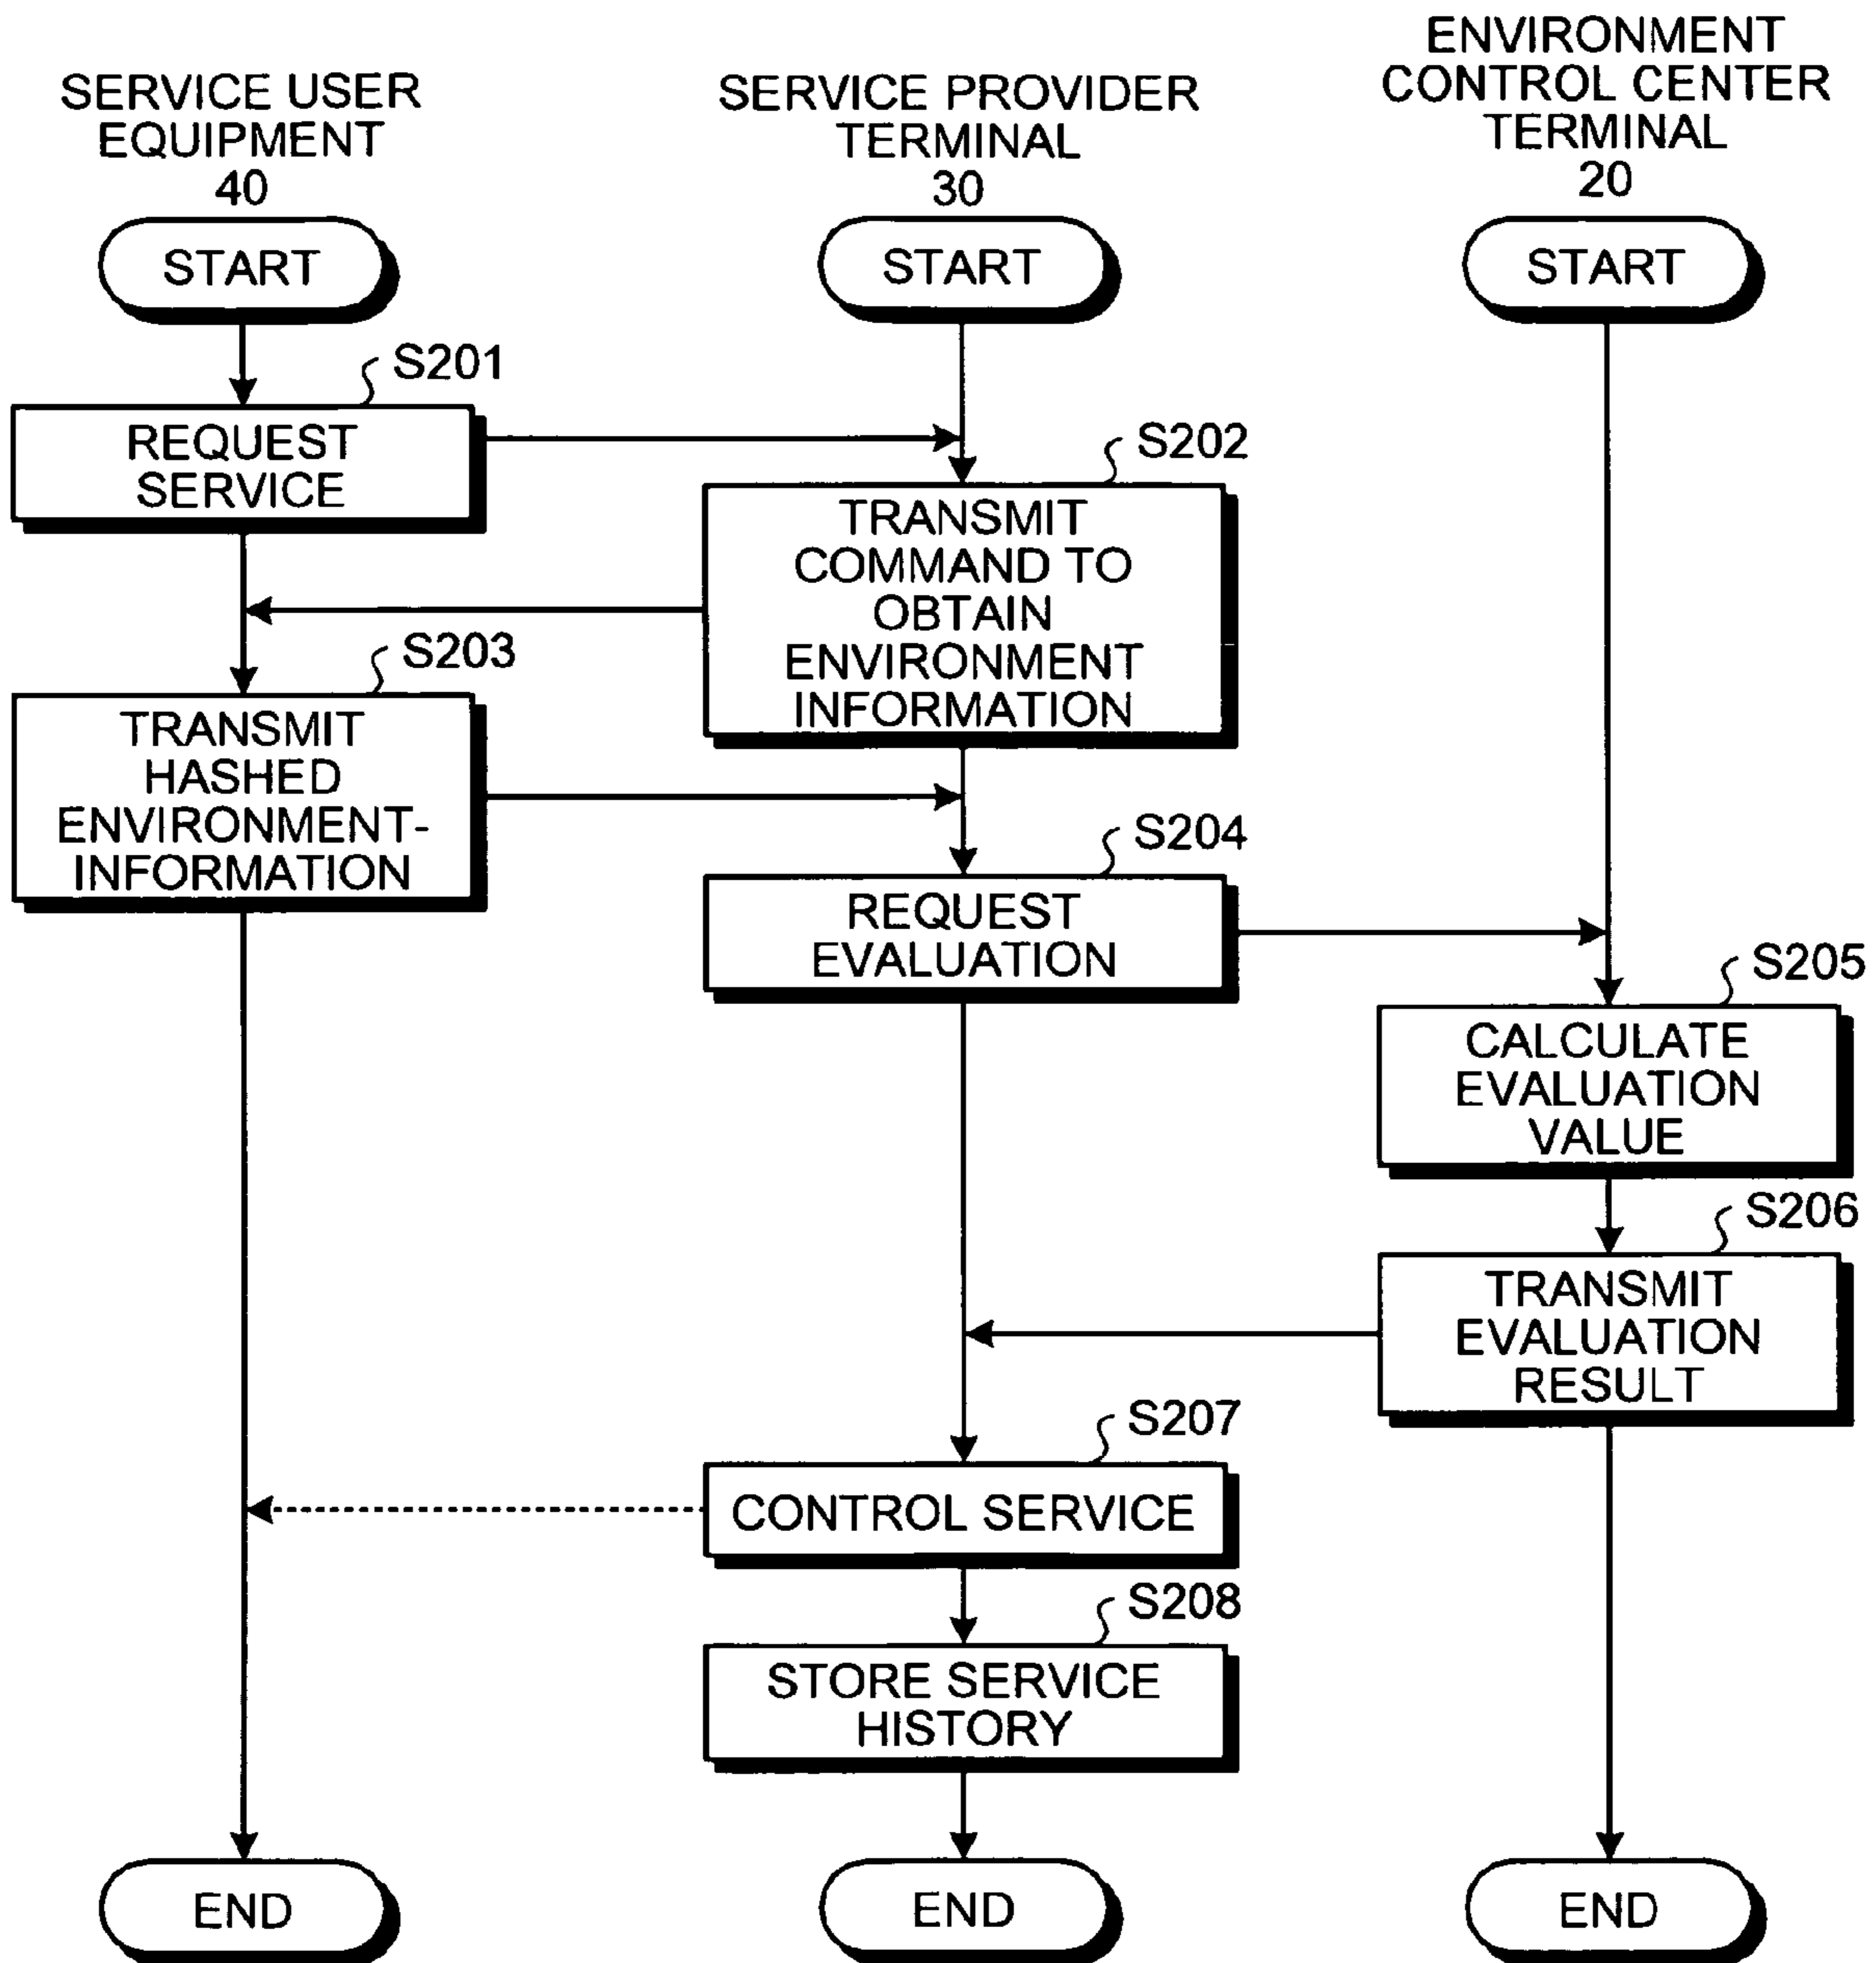 SERVICE USER
EQUIPMENT
40
SERVICE PROVIDER
TERMINAL
30
ENVIRONMENT
CONTROL CENTER
TERMINAL
20
START
START
START
S201
REQUEST
SERVICE
S202
TRANSMIT
COMMAND TO
OBTAIN
ENVIRONMENT
INFORMATION
S203
TRANSMIT
HASHED
ENVIRONMENT-
INFORMATION
S204
REQUEST
EVALUATION
S205
CALCULATE
EVALUATION
VALUE
S206
TRANSMIT
EVALUATION
RESULT
S207
CONTROL SERVICE
S208
STORE SERVICE
HISTORY
END
END
END